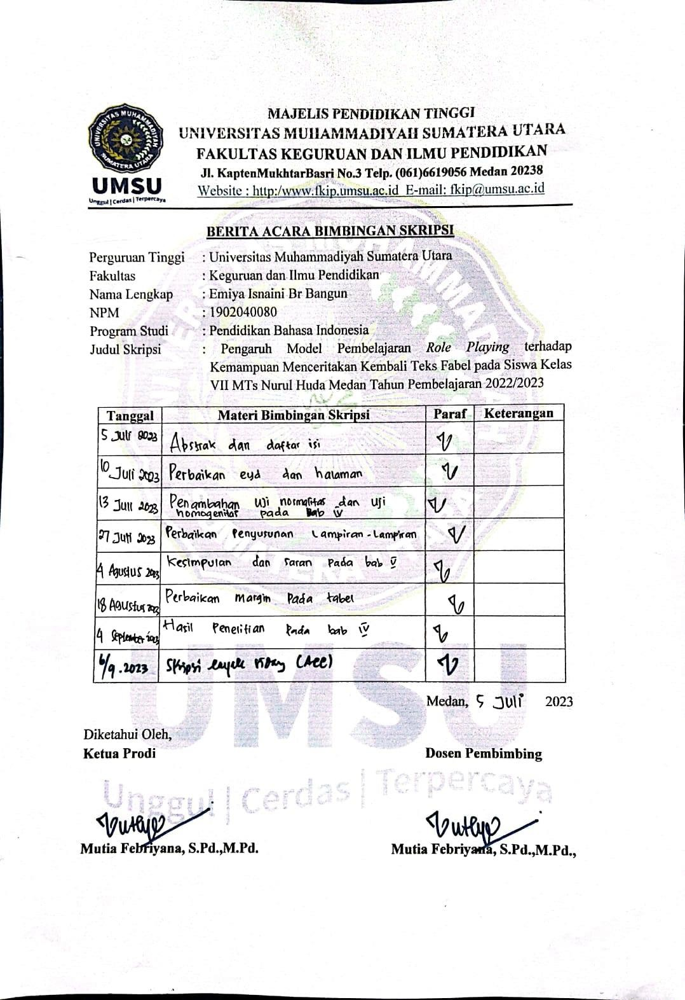 MAJELIS PENDIDIKAN TINGGI
UNIVERSITAS MUHAMMADIYAH SUMATERA UTARA
FAKULTAS KEGURUAN DAN ILMU PENDIDIKAN
Jl. KaptenMukhtarBasri No.3 Telp. (061)6619056 Medan 20238
Website : http:/www.fkip.umsu.ac.id E-mail: fkip@umsu.ac.id
UNIVERSITAS MUHAMMADIYAH
SUMATERA UTARA
UMSU
Unggul | Cerdas | Terpercaya
BERITA ACARA BIMBINGAN SKRIPSI
Perguruan Tinggi : Universitas Muhammadiyah Sumatera Utara
Fakultas : Keguruan dan Ilmu Pendidikan
Nama Lengkap : Emiya Isnaini Br Bangun
NPM : 1902040080
Program Studi : Pendidikan Bahasa Indonesia
Judul Skripsi : Pengaruh Model Pembelajaran Role Playing terhadap
Kemampuan Menceritakan Kembali Teks Fabel pada Siswa Kelas
VII MTs Nurul Huda Medan Tahun Pembelajaran 2022/2023
Tanggal Materi Bimbingan Skripsi Paraf Keterangan
5 Juli 2023 Abstrak dan daftar isi
10 Juli 2023 Perbaikan eyd dan halaman
13 Juli 2023 Penambahan uji normalitas dan uji
homogenitas pada Bab IV
27 Juli 2023 Perbaikan Penyusunan Lampiran-Lampiran
4 Agustus 2023 Kesimpulan dan saran pada bab V
18 Agustus 2023 Perbaikan margin pada tabel
4 September 2023 Hasil Penelitian pada bab IV
6/9.2023 Skripsi layak sidang (Acc)
Medan, 5 Juli 2023
Diketahui Oleh,
Ketua Prodi Dosen Pembimbing
UMSU
Unggul | Cerdas | Terpercaya
Mutia Febriyana, S.Pd.,M.Pd. Mutia Febriyana, S.Pd.,M.Pd.,